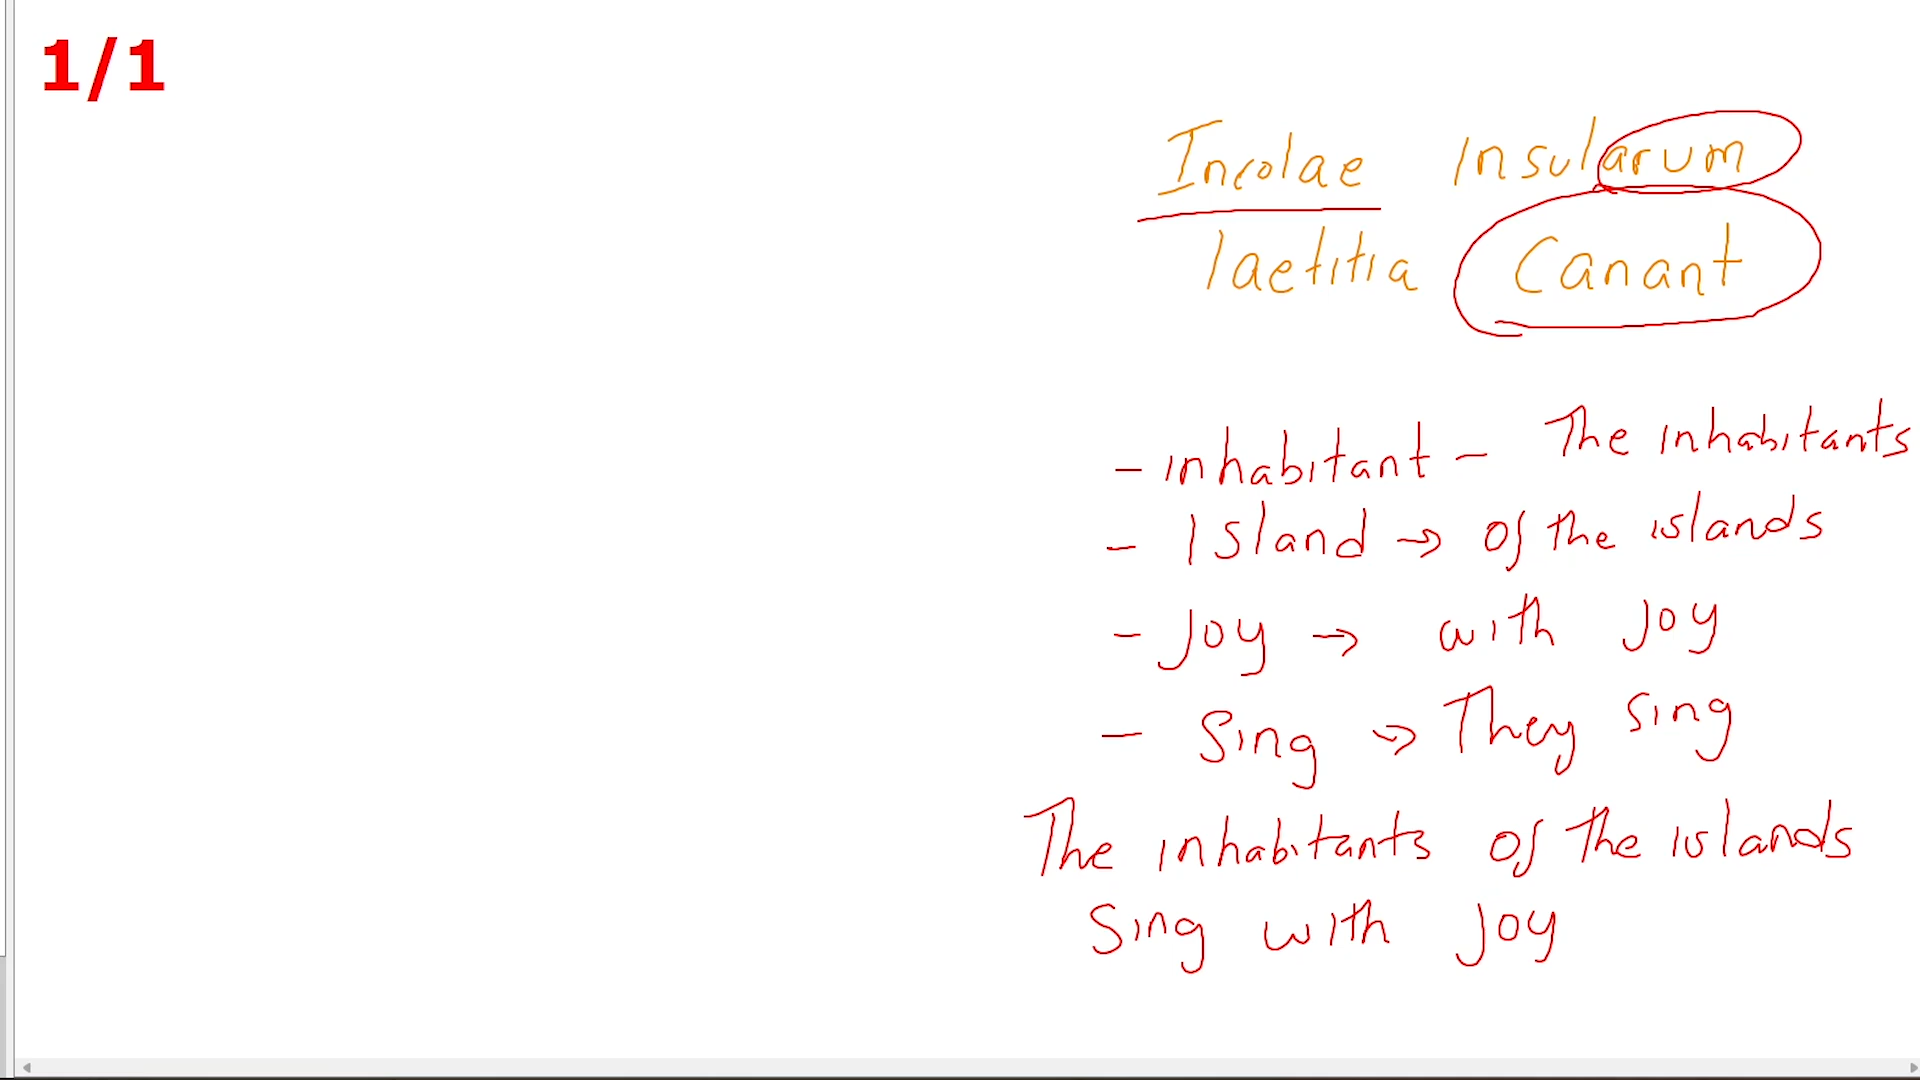 1/1
Incolae Insularum
laetitia Canant
- inhabitant - The inhabitants
- Island → of the islands
- Joy → with Joy
- Sing → They sing
The inhabitants of the islands
Sing with Joy